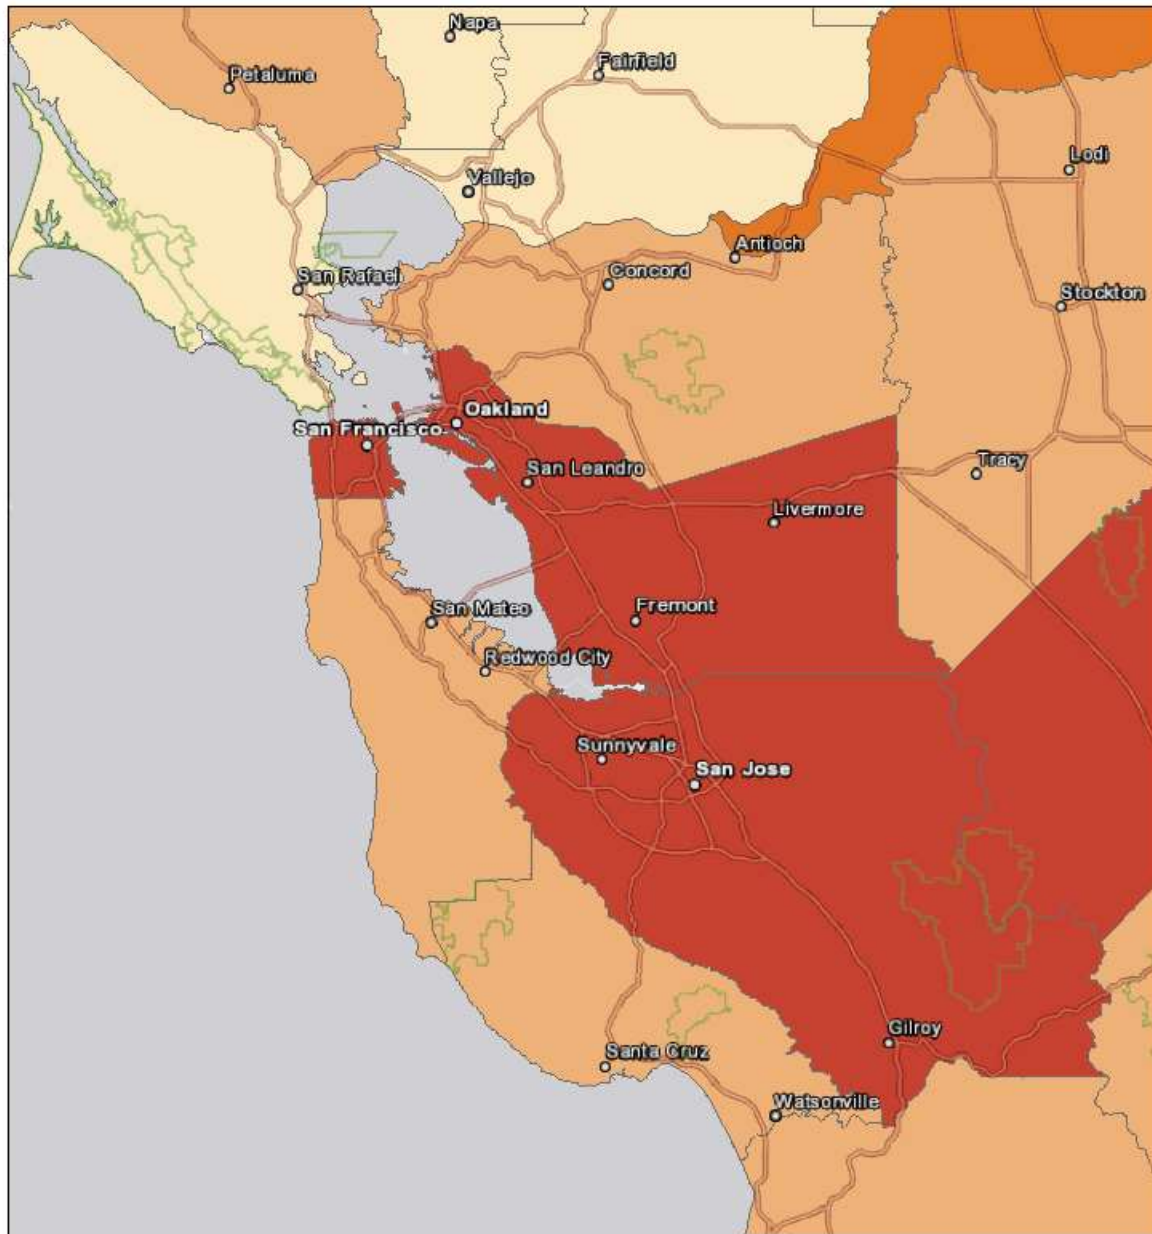 Napa
Fairfield
Petaluma
Lodi
Vallejo
Antioch
San Rafael
Concord
Stockton
Oakland
San Francisco
San Leandro
Tracy
Livermore
San Mateo
Fremont
Redwood City
Sunnyvale
San Jose
Gilroy
Santa Cruz
Watsonville